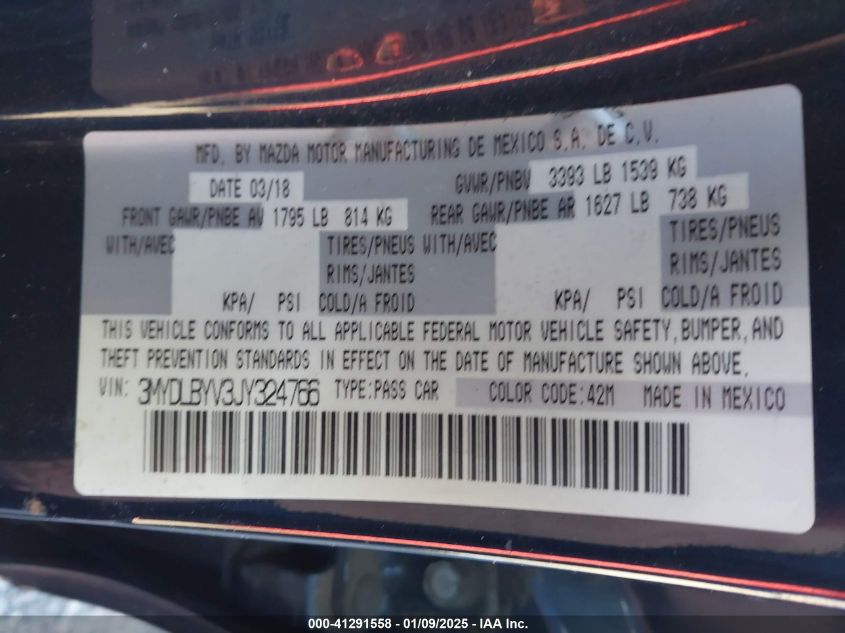 MFD. BY MAZDA MOTOR MANUFACTURING DE MEXICO S.A. DE C.V.
DATE 03/18 GVWR/PNBV 3393 LB 1539 KG
FRONT GAWR/PNBE AV 1795 LB 814 KG REAR GAWR/PNBE AR 1627 LB 738 KG
WITH/AVEC TIRES/PNEUS WITH/AVEC TIRES/PNEUS
RIMS/JANTES RIMS/JANTES
KPA/ PSI COLD/A FROID KPA/ PSI COLD/A FROID
THIS VEHICLE CONFORMS TO ALL APPLICABLE FEDERAL MOTOR VEHICLE SAFETY, BUMPER, AND
THEFT PREVENTION STANDARDS IN EFFECT ON THE DATE OF MANUFACTURE SHOWN ABOVE.
VIN: 3MYDLBYV3JY324766 TYPE:PASS CAR COLOR CODE:42M MADE IN MEXICO
000-41291558 - 01/09/2025 - IAA Inc.